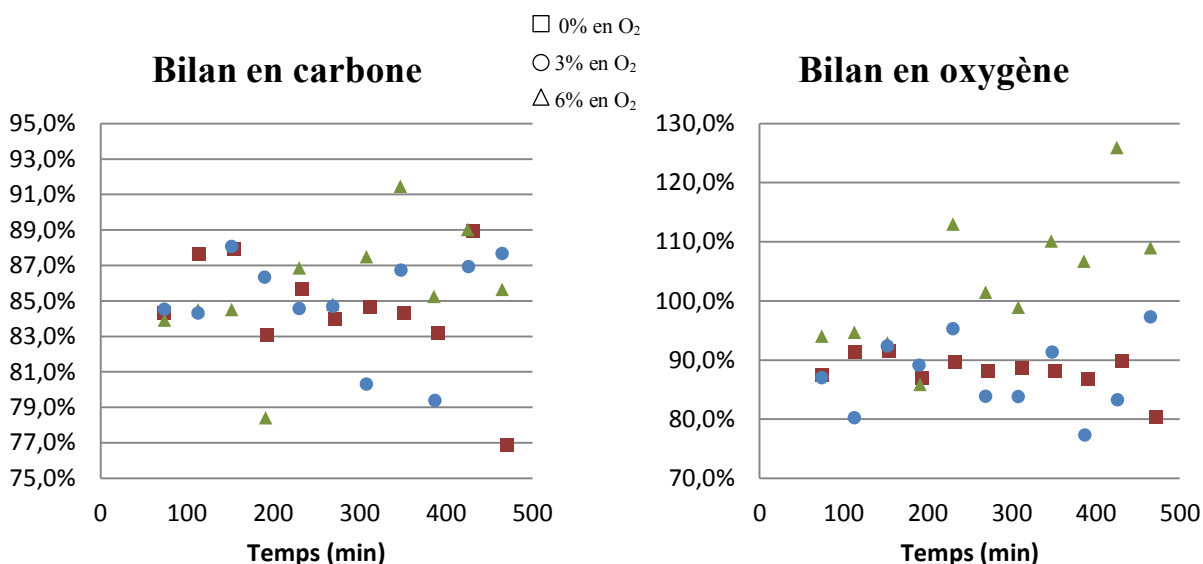 0% en O₂
3% en O₂
6% en O₂
Bilan en carbone
95,0%
93,0%
91,0%
89,0%
87,0%
85,0%
83,0%
81,0%
79,0%
77,0%
75,0%
0 100 200 300 400 500
Temps (min)
Bilan en oxygène
130,0%
120,0%
110,0%
100,0%
90,0%
80,0%
70,0%
0 100 200 300 400 500
Temps (min)